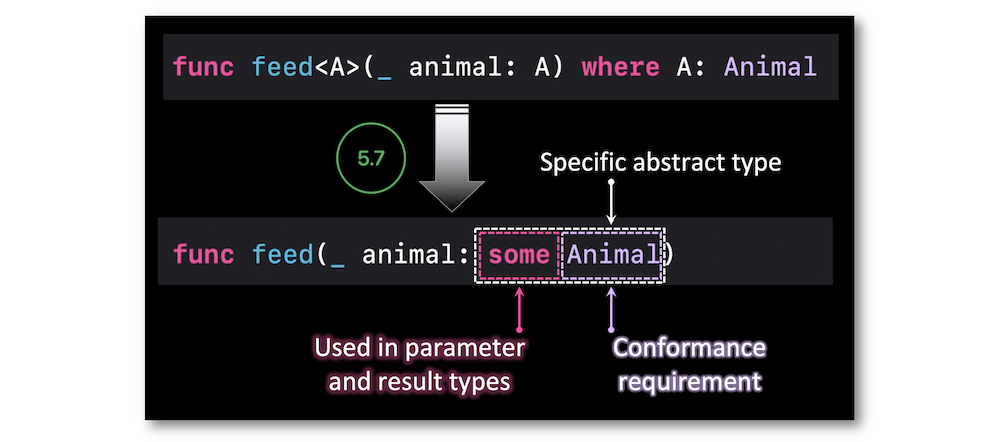 func feed<A>(_ animal: A) where A: Animal
5.7
Specific abstract type
func feed(_ animal: some Animal)
Used in parameter
and result types
Conformance
requirement